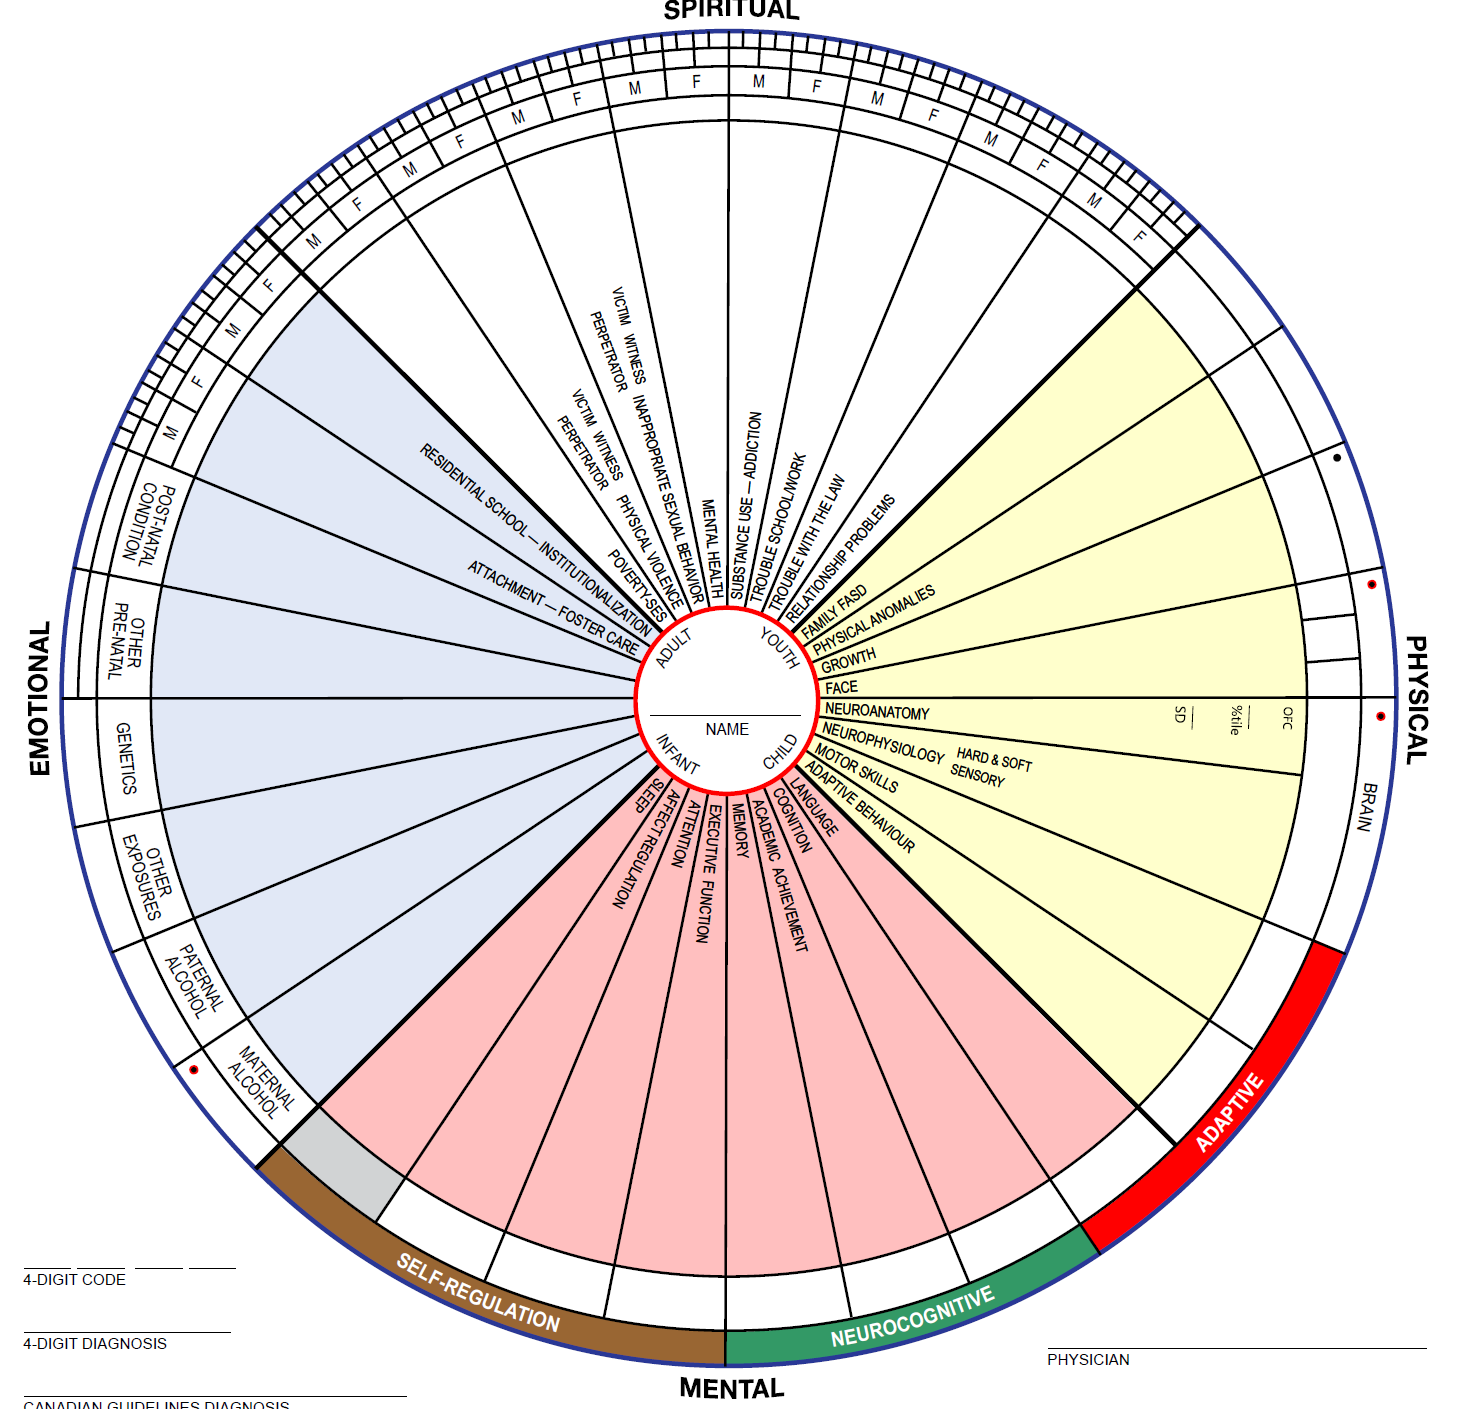 SPIRITUAL
M
F
M
F
M
F
M
F
M
F
M
F
M
F
M
F
M
F
M
F
M
F
VICTIM WITNESS
PERPETRATOR
INAPPROPRIATE SEXUAL BEHAVIOR
VICTIM WITNESS
PERPETRATOR
PHYSICAL VIOLENCE
POVERTY-SES
RESIDENTIAL SCHOOL — INSTITUTIONALIZATION
ATTACHMENT — FOSTER CARE
MENTAL HEALTH
SUBSTANCE USE — ADDICTION
TROUBLE SCHOOL/WORK
TROUBLE WITH THE LAW
RELATIONSHIP PROBLEMS
FAMILY FASD
PHYSICAL ANOMALIES
GROWTH
FACE
NEUROANATOMY
OFC
%tile
SD
NEUROPHYSIOLOGY
HARD & SOFT
SENSORY
MOTOR SKILLS
ADAPTIVE BEHAVIOUR
LANGUAGE
COGNITION
ACADEMIC ACHIEVEMENT
MEMORY
EXECUTIVE FUNCTION
ATTENTION
AFFECT REGULATION
SLEEP
ADULT
YOUTH
NAME
INFANT
CHILD
EMOTIONAL
PHYSICAL
POST-NATAL
CONDITION
OTHER
PRE-NATAL
GENETICS
OTHER
EXPOSURES
PATERNAL
ALCOHOL
MATERNAL
ALCOHOL
BRAIN
ADAPTIVE
NEUROCOGNITIVE
SELF-REGULATION
MENTAL
4-DIGIT CODE
4-DIGIT DIAGNOSIS
CANADIAN GUIDELINES DIAGNOSIS
PHYSICIAN